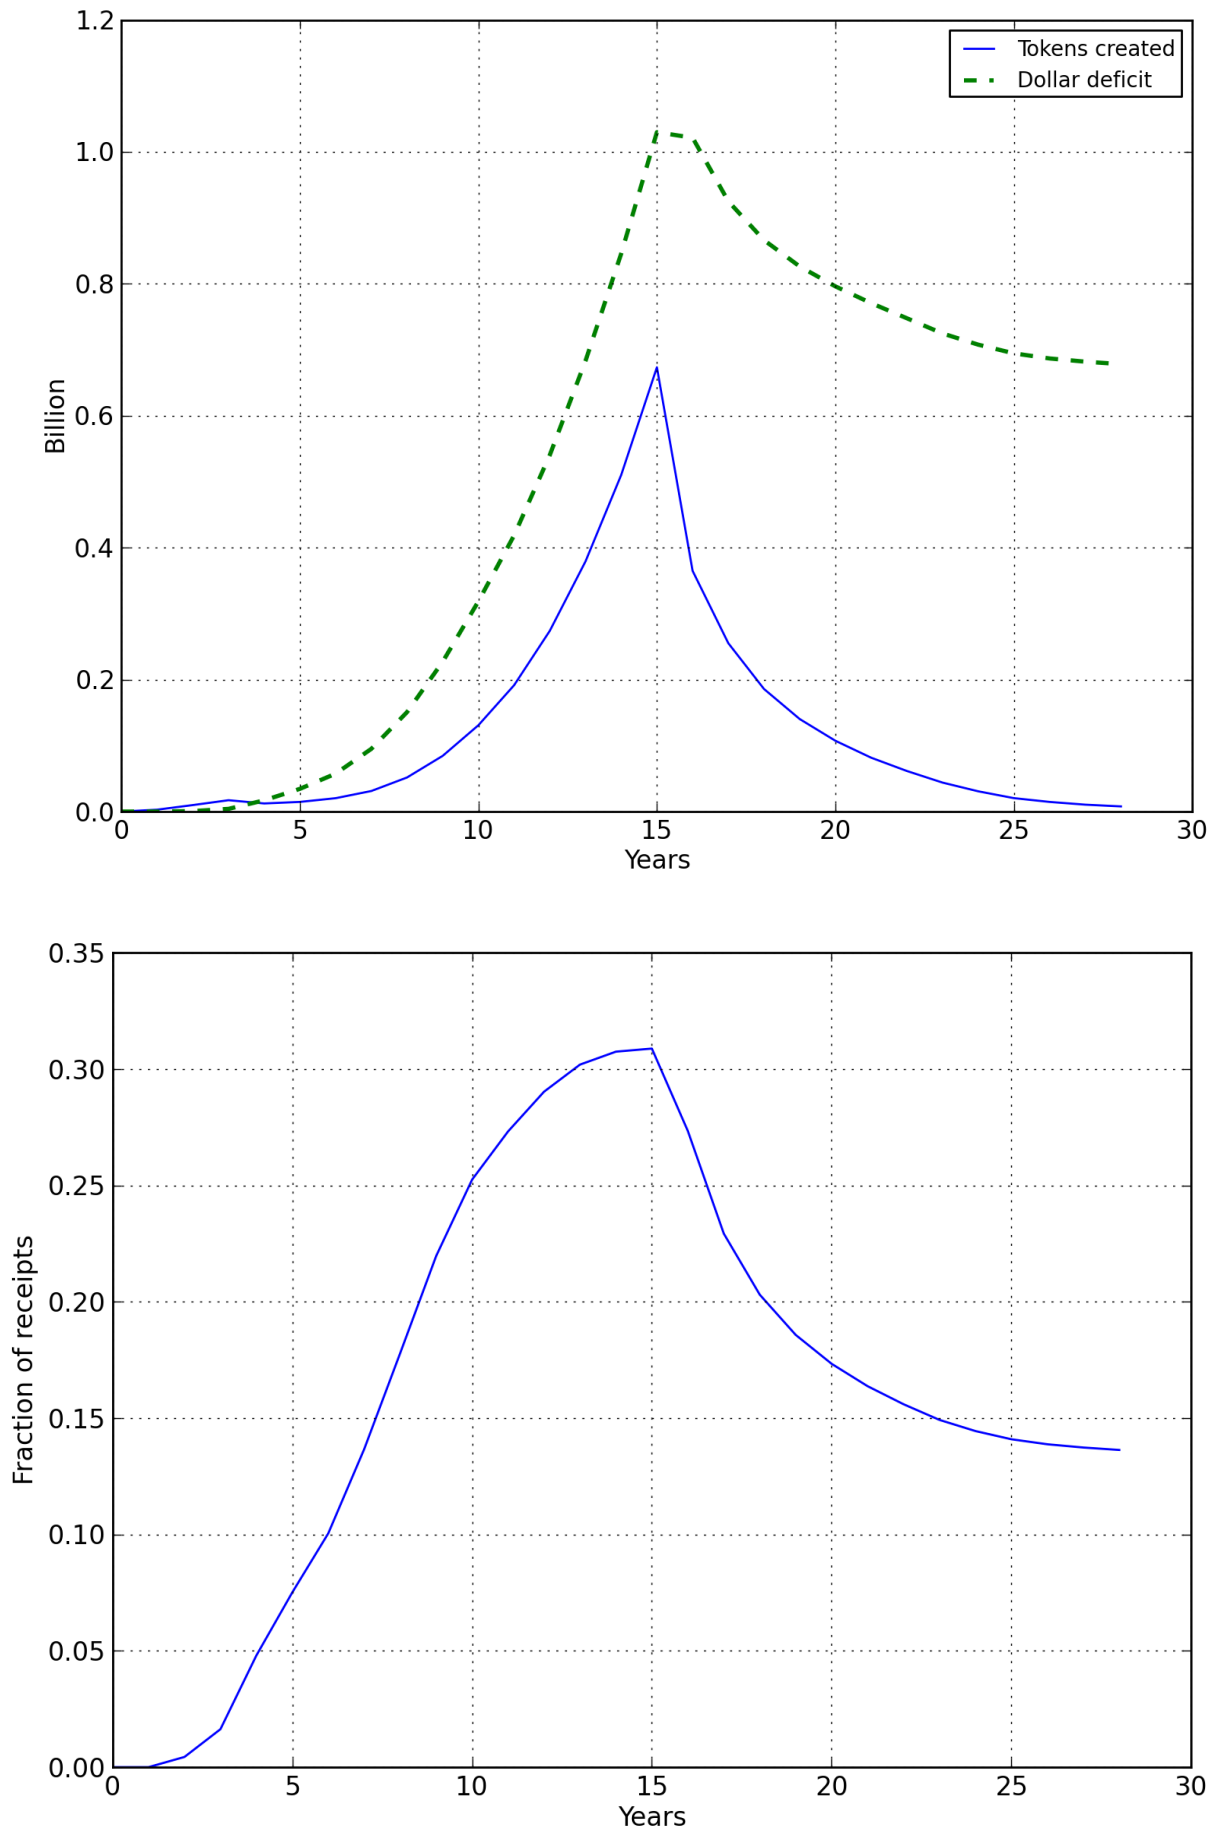 1.2
1.0
0.8
0.6
0.4
0.2
0.0
Billion
Tokens created
Dollar deficit
0 5 10 15 20 25 30
Years
0.35
0.30
0.25
0.20
0.15
0.10
0.05
0.00
Fraction of receipts
0 5 10 15 20 25 30
Years